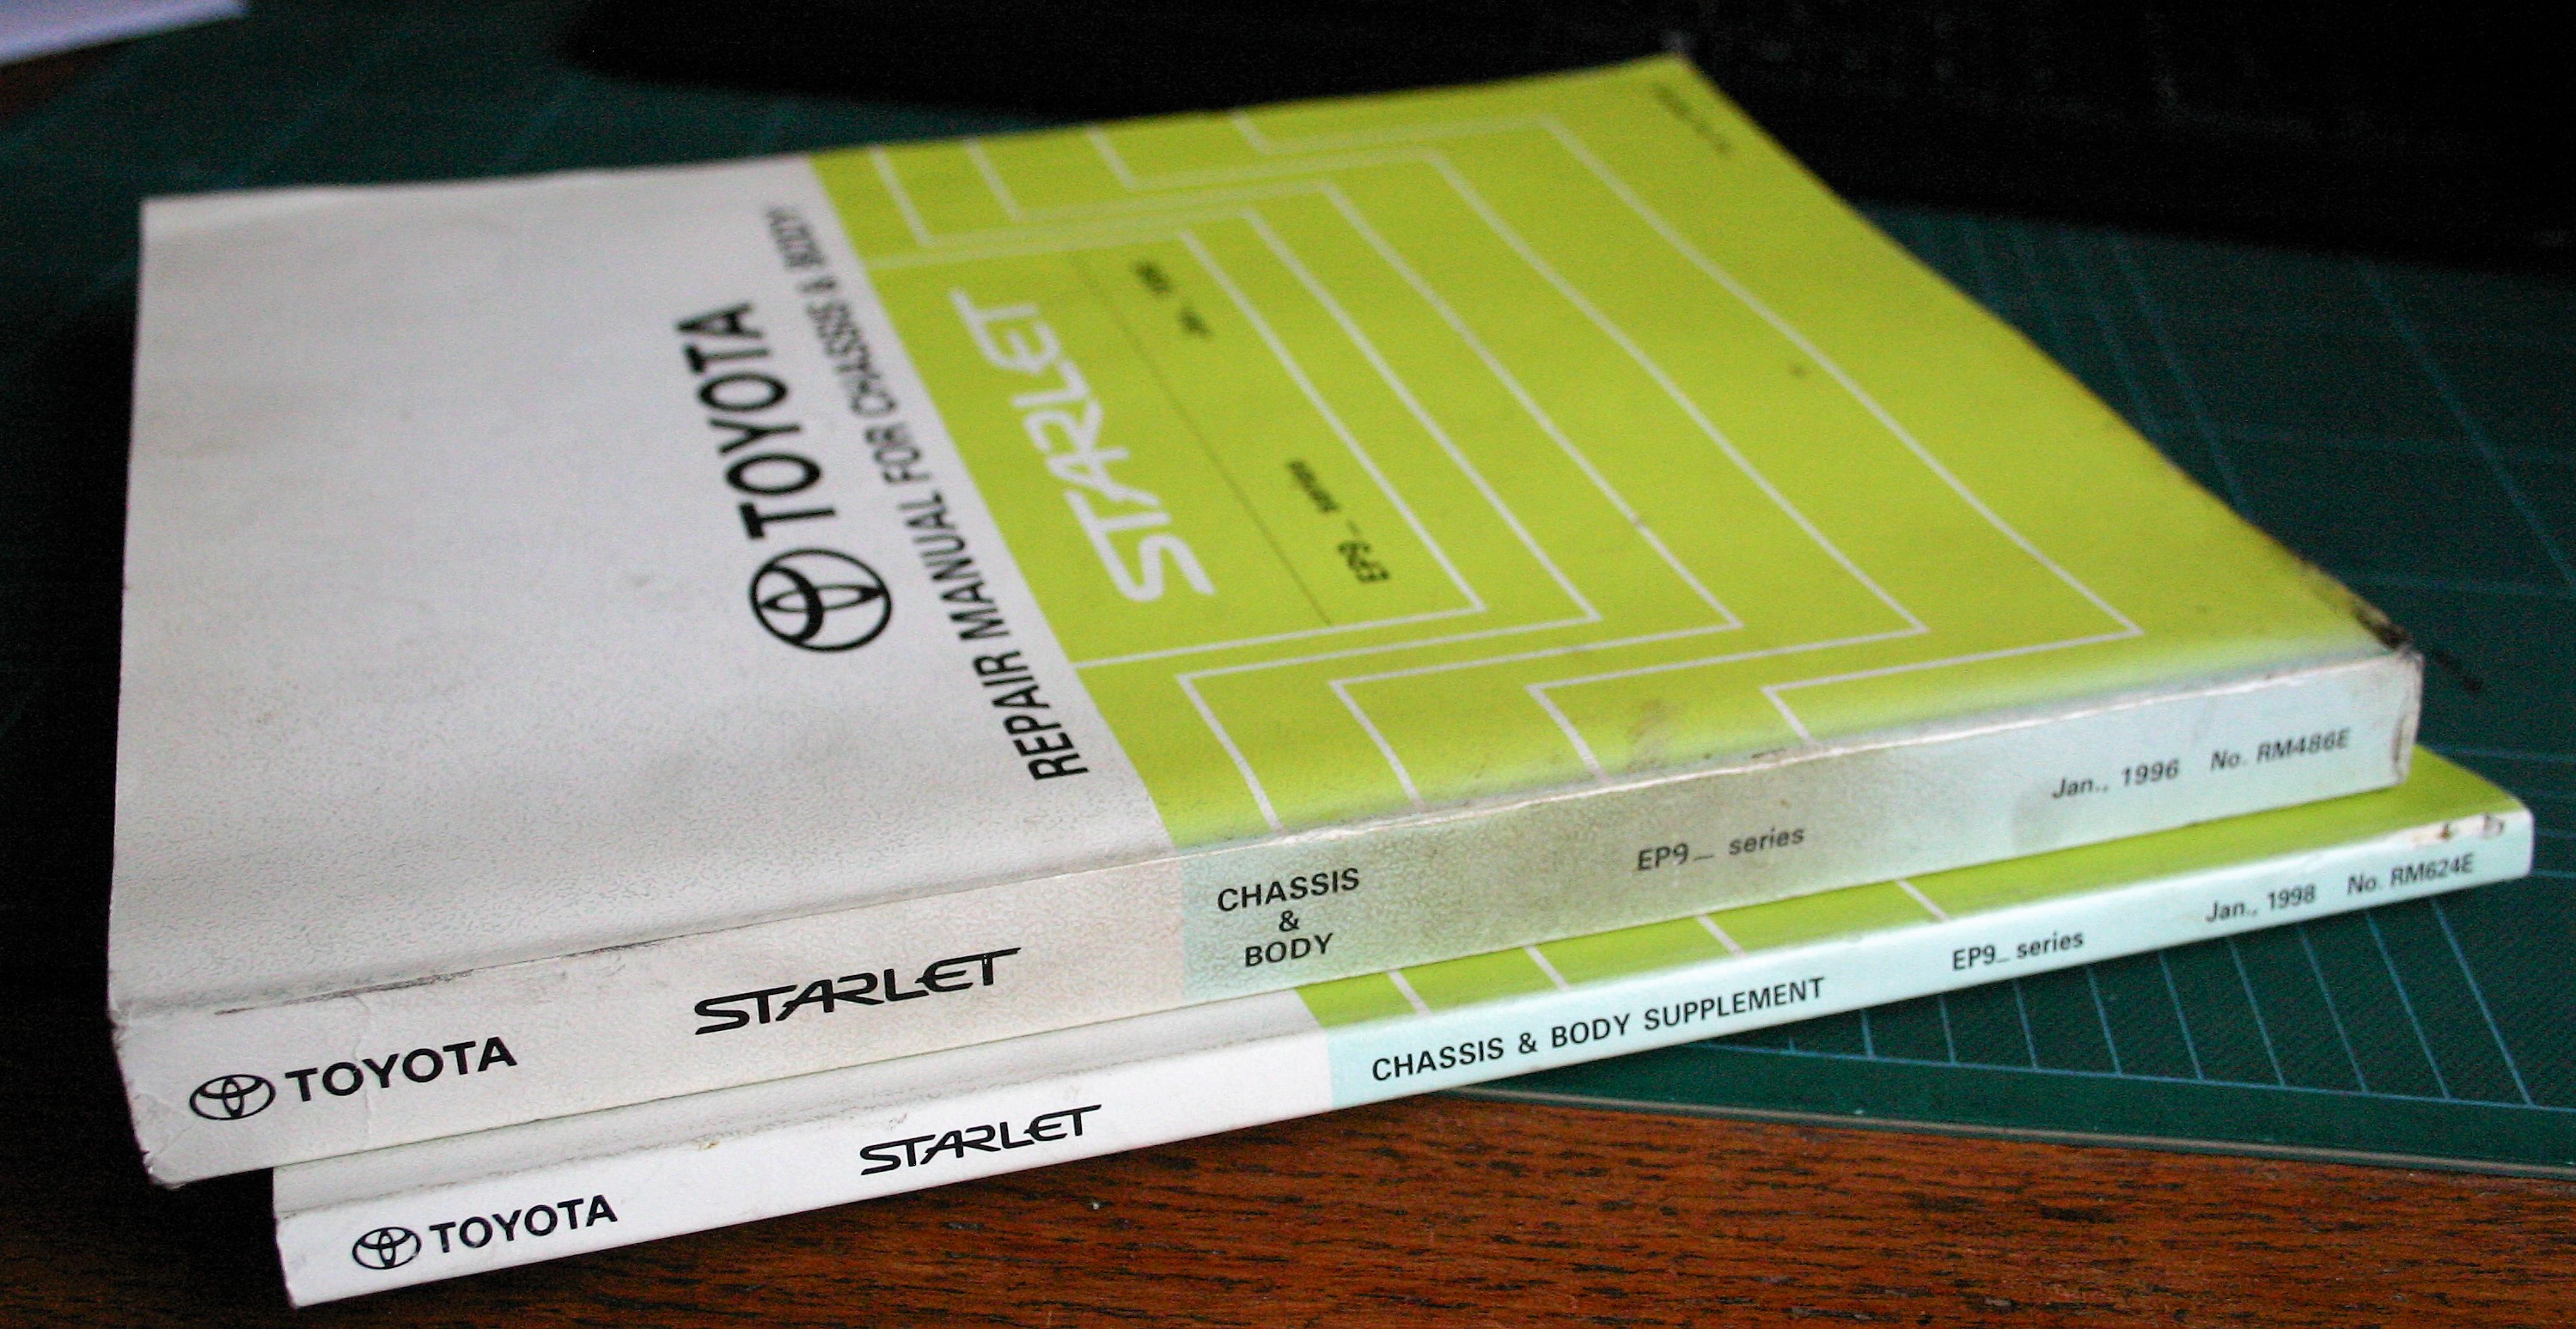 TOYOTA
REPAIR MANUAL FOR CHASSIS & BODY
STARLET
EP9_ series
TOYOTA
STARLET
CHASSIS
&
BODY
EP9_ series
Jan., 1996 No. RM486E
TOYOTA
STARLET
CHASSIS & BODY SUPPLEMENT
EP9_ series
Jan., 1998 No. RM624E